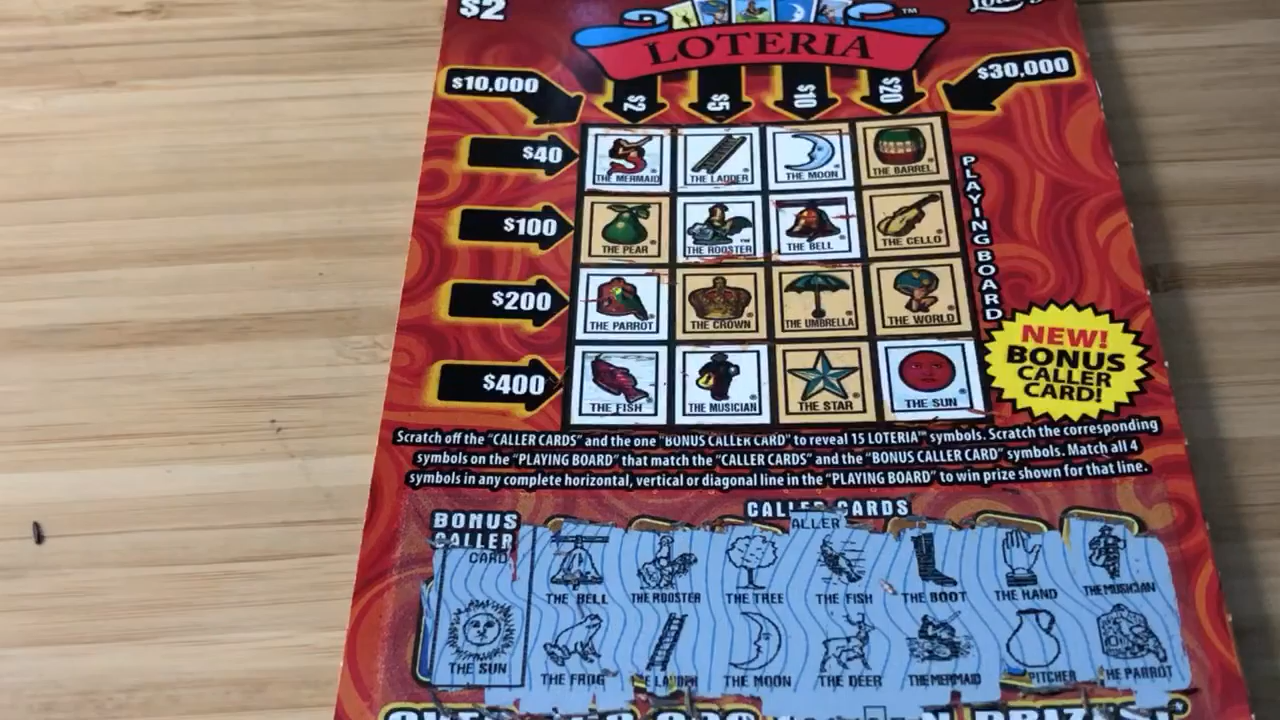 $2
LOTERIA™
$10,000
$2
$5
$10
$20
$30,000
$40
THE MERMAID
THE LADDER
THE MOON
THE BARREL
$100
THE PEAR
THE ROOSTER
THE BELL
THE CELLO
$200
THE PARROT
THE CROWN
THE UMBRELLA
THE WORLD
$400
THE FISH
THE MUSICIAN
THE STAR
THE SUN
PLAYING BOARD
NEW!
BONUS
CALLER
CARD!
Scratch off the "CALLER CARDS" and the one "BONUS CALLER CARD" to reveal 15 LOTERIA™ symbols. Scratch the corresponding
symbols on the "PLAYING BOARD" that match the "CALLER CARDS" and the "BONUS CALLER CARD" symbols. Match all 4
symbols in any complete horizontal, vertical or diagonal line in the "PLAYING BOARD" to win prize shown for that line.
CALLER CARDS
ALLER
BONUS
CALLER
CARD
THE SUN
THE BELL
THE ROOSTER
THE TREE
THE FISH
THE BOOT
THE HAND
THE MUSICIAN
THE FROG
THE LADDER
THE MOON
THE DEER
THE MERMAID
PITCHER
THE PARROT